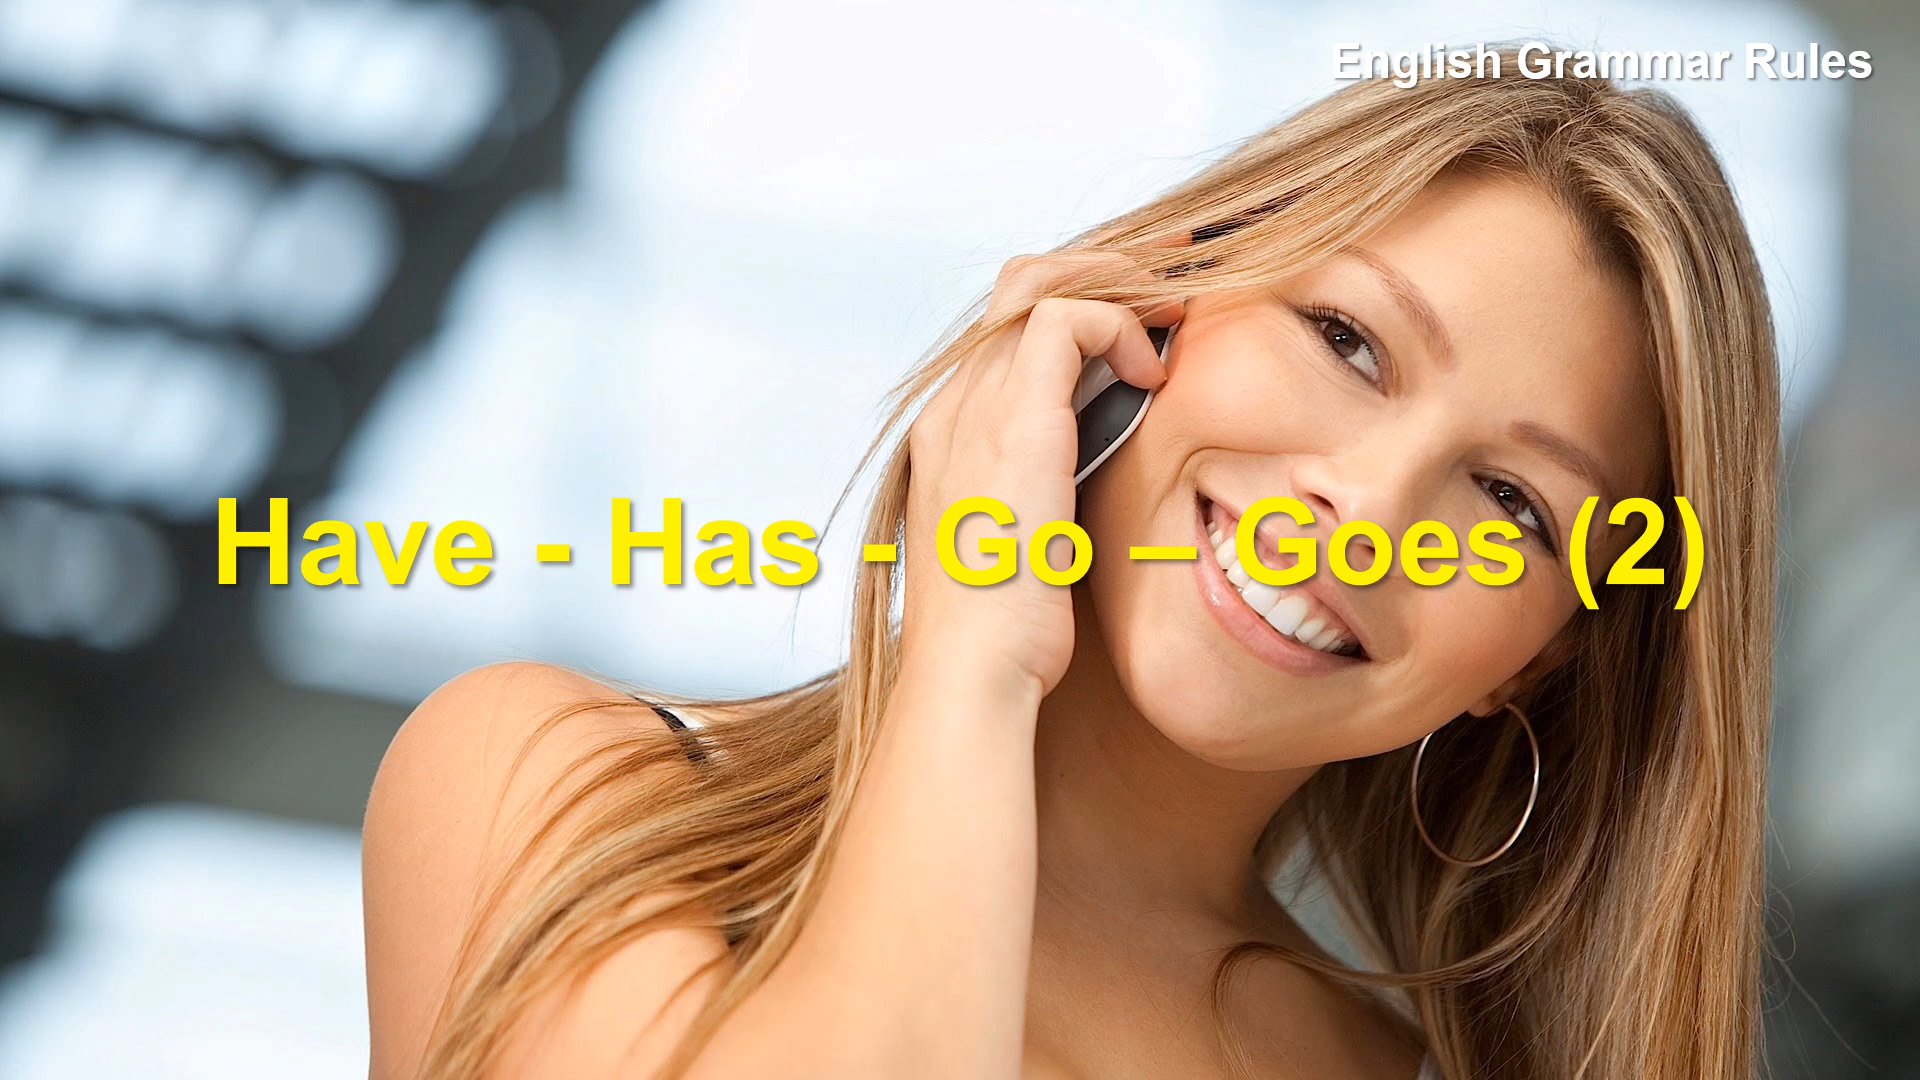 English Grammar Rules
Have - Has - Go – Goes (2)